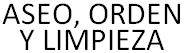 ASEO, ORDEN
Y LIMPIEZA